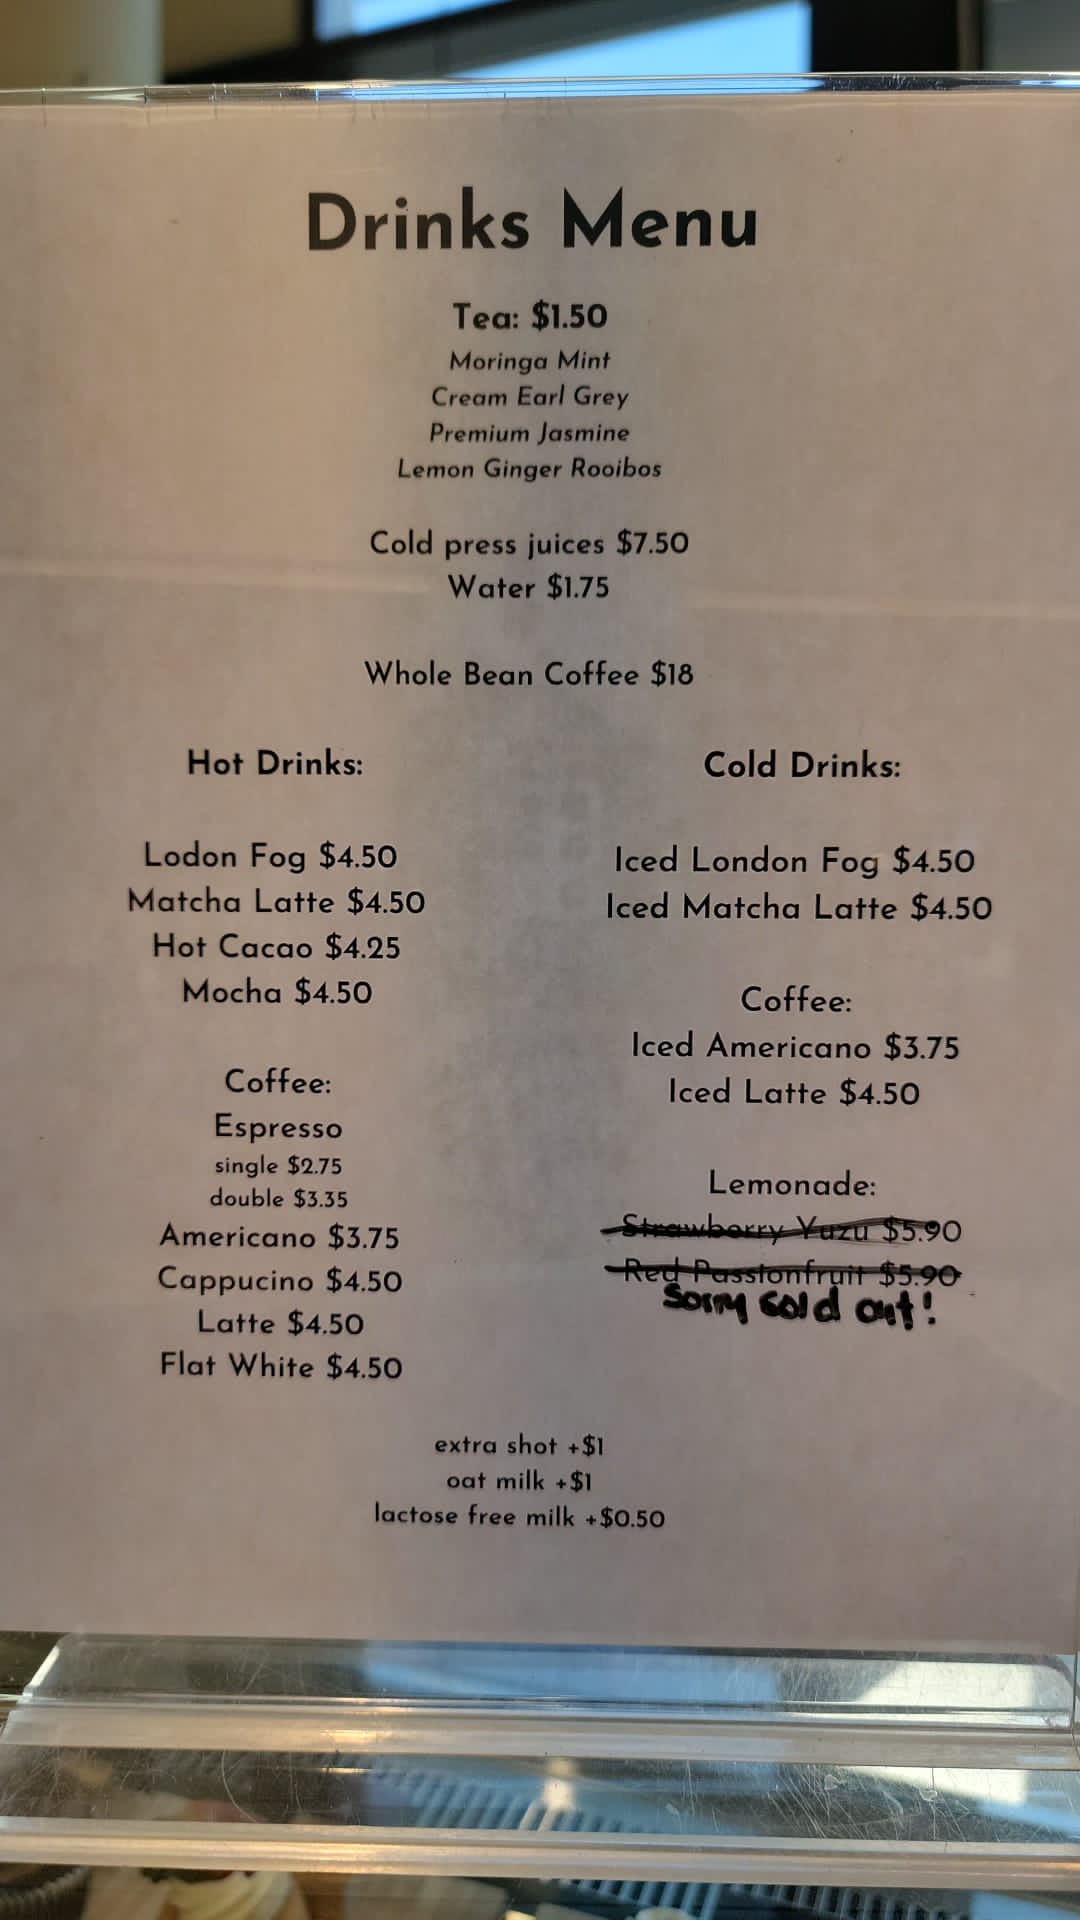 Drinks Menu
Tea: $1.50
Moringa Mint
Cream Earl Grey
Premium Jasmine
Lemon Ginger Rooibos
Cold press juices $7.50
Water $1.75
Whole Bean Coffee $18
Hot Drinks:
Lodon Fog $4.50
Matcha Latte $4.50
Hot Cacao $4.25
Mocha $4.50
Coffee:
Espresso
single $2.75
double $3.35
Americano $3.75
Cappucino $4.50
Latte $4.50
Flat White $4.50
Cold Drinks:
Iced London Fog $4.50
Iced Matcha Latte $4.50
Coffee:
Iced Americano $3.75
Iced Latte $4.50
Lemonade:
Strawberry Yuzu $5.90
Red Passionfruit $5.90
Sorry Sold out!
extra shot +$1
oat milk +$1
lactose free milk +$0.50